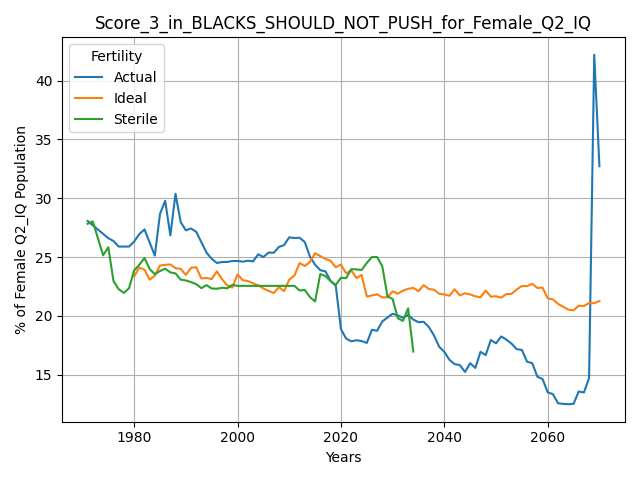 Score_3_in_BLACKS_SHOULD_NOT_PUSH_for_Female_Q2_IQ
Fertility
Actual
Ideal
Sterile
% of Female Q2_IQ Population
40
35
30
25
20
15
1980
2000
2020
2040
2060
Years